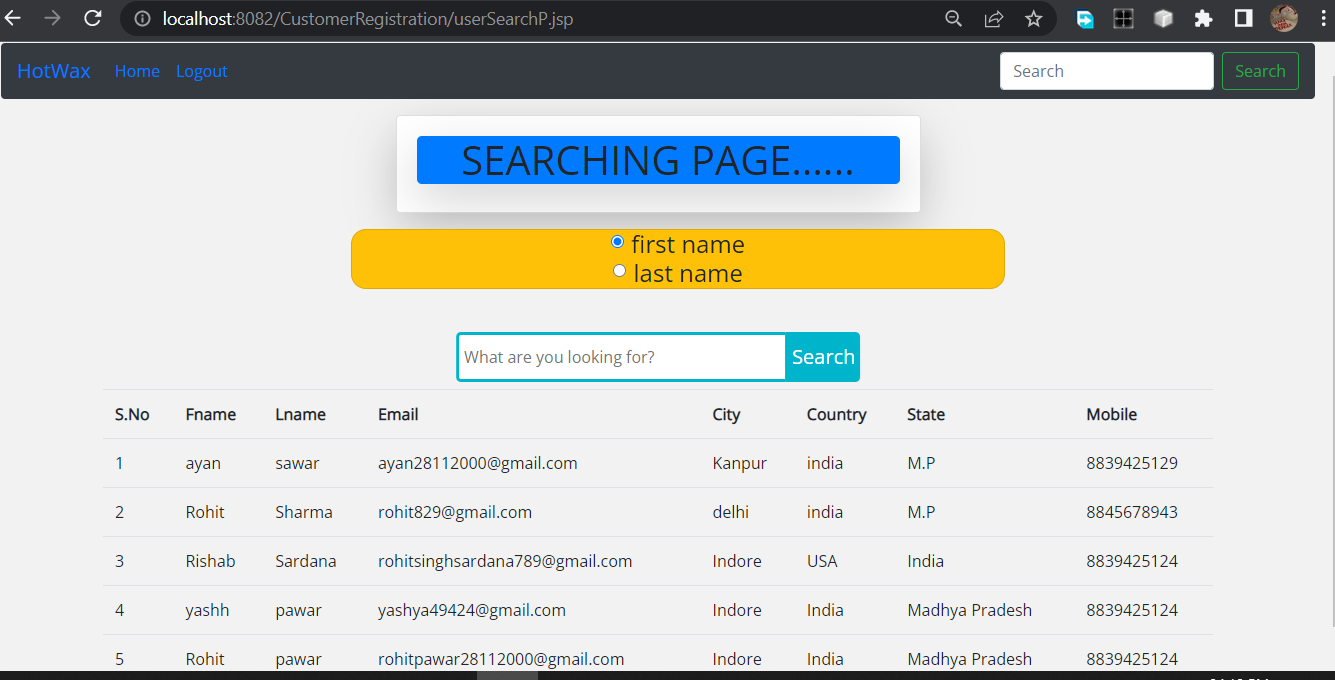 localhost:8082/CustomerRegistration/userSearchP.jsp
HotWax Home Logout Search Search
SEARCHING PAGE......
first name
last name
What are you looking for? Search
S.No Fname Lname Email City Country State Mobile
1 ayan sawar ayan28112000@gmail.com Kanpur india M.P 8839425129
2 Rohit Sharma rohit829@gmail.com delhi india M.P 8845678943
3 Rishab Sardana rohitsinghsardana789@gmail.com Indore USA India 8839425124
4 yashh pawar yashya49424@gmail.com Indore India Madhya Pradesh 8839425124
5 Rohit pawar rohitpawar28112000@gmail.com Indore India Madhya Pradesh 8839425124